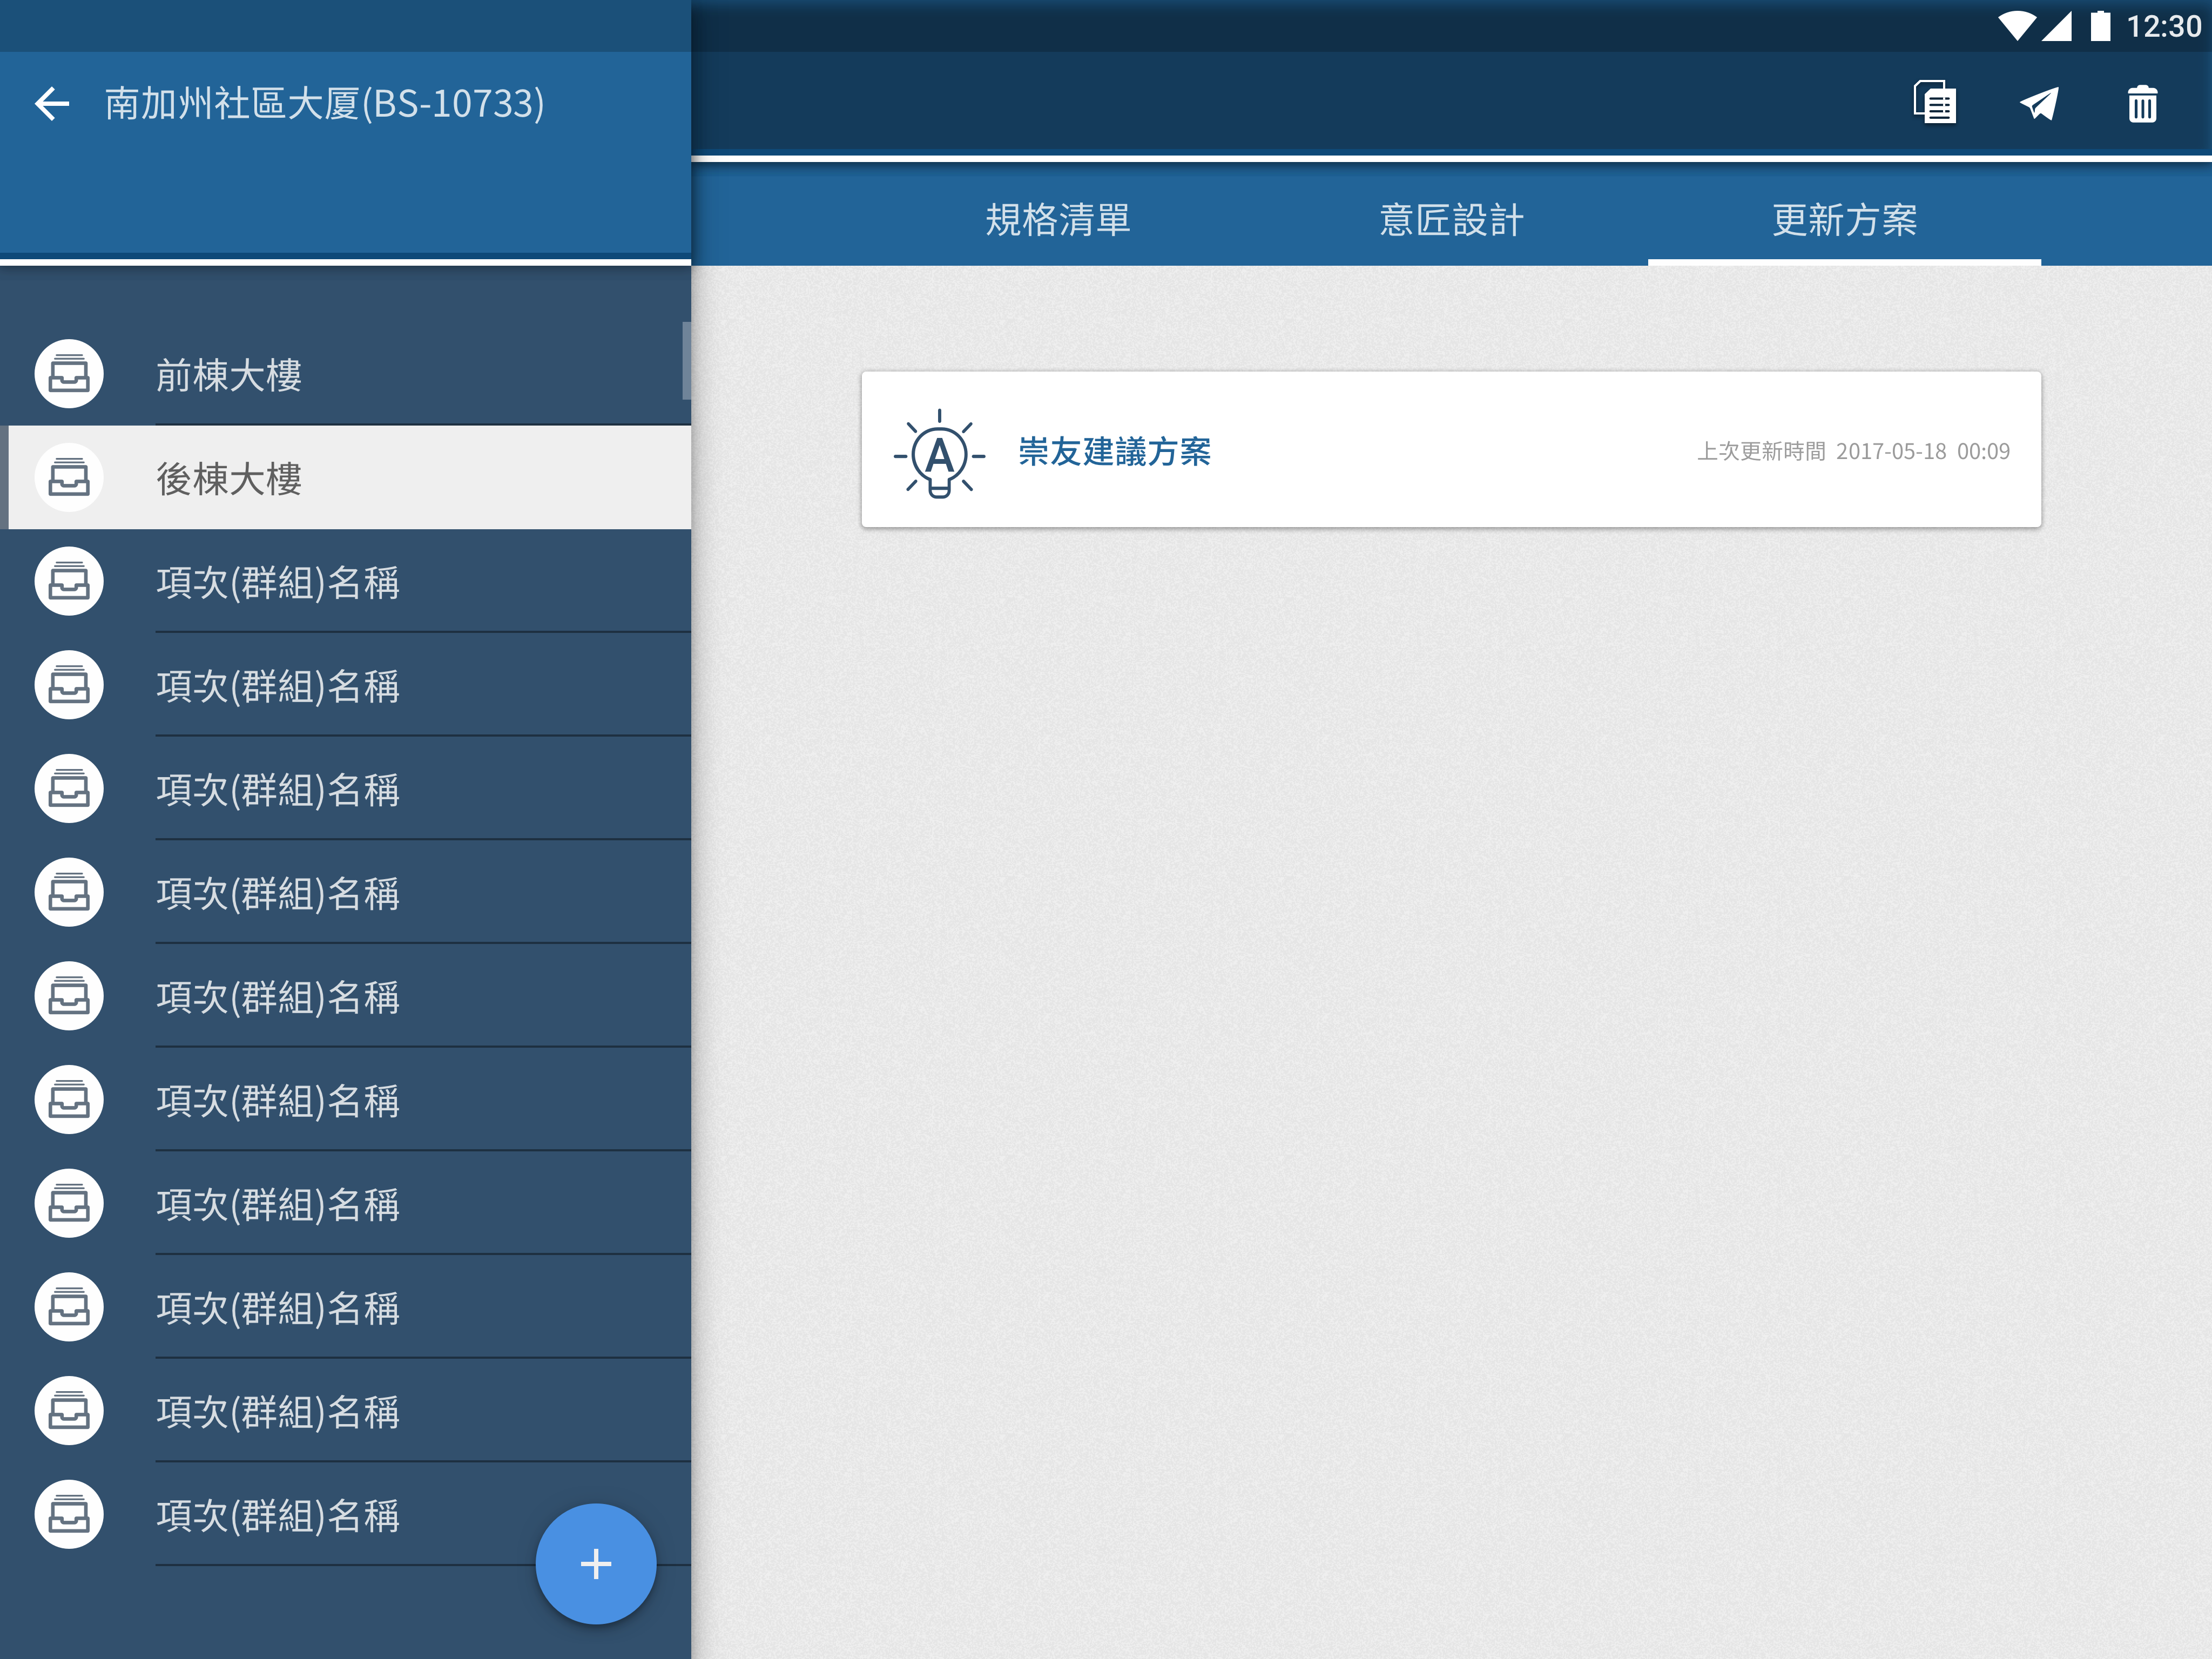 12:30
南加州社區大厦(BS-10733)
規格清單
意匠設計
更新方案
前棟大樓
後棟大樓
項次(群組)名稱
項次(群組)名稱
項次(群組)名稱
項次(群組)名稱
項次(群組)名稱
項次(群組)名稱
項次(群組)名稱
項次(群組)名稱
項次(群組)名稱
項次(群組)名稱
+
A
崇友建議方案
上次更新時間 2017-05-18 00:09